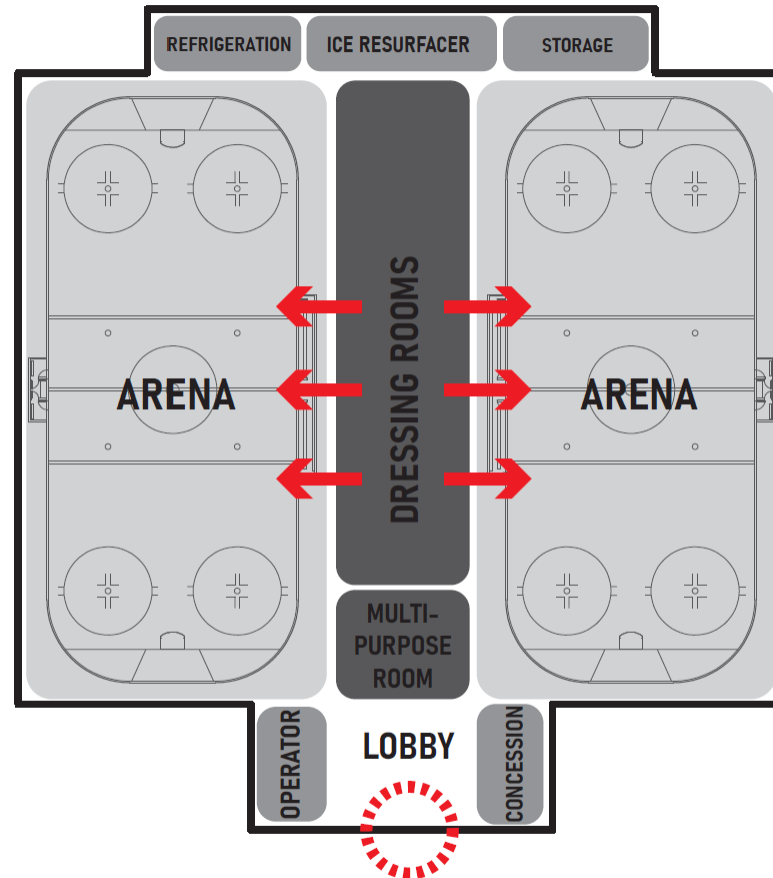 REFRIGERATION
ICE RESURFACER
STORAGE
DRESSING ROOMS
ARENA
ARENA
MULTI-
PURPOSE
ROOM
OPERATOR
LOBBY
CONCESSION